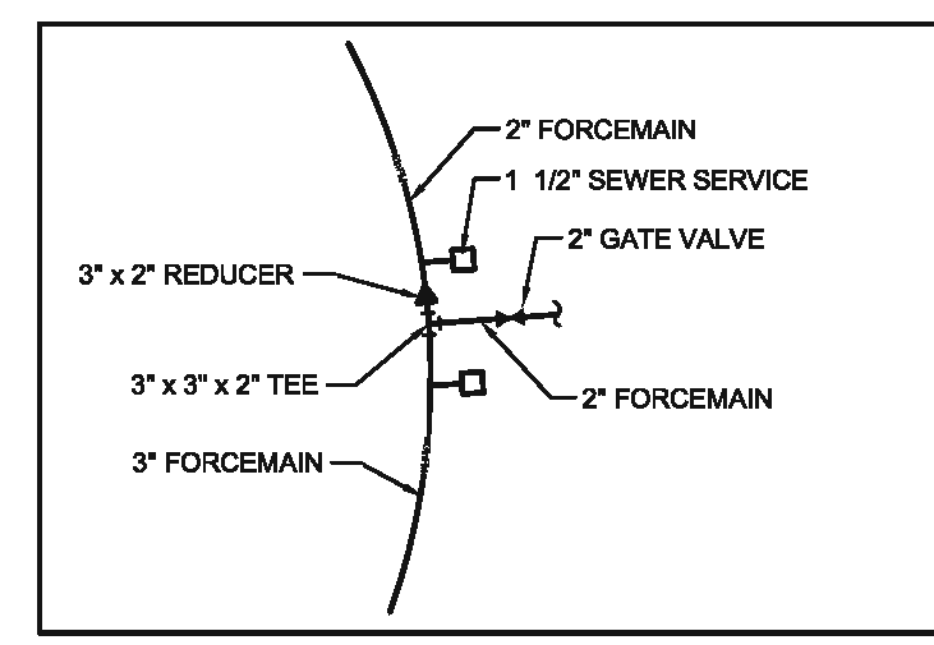 2" FORCEMAIN
1 1/2" SEWER SERVICE
2" GATE VALVE
3" x 2" REDUCER
3" x 3" x 2" TEE
2" FORCEMAIN
3" FORCEMAIN